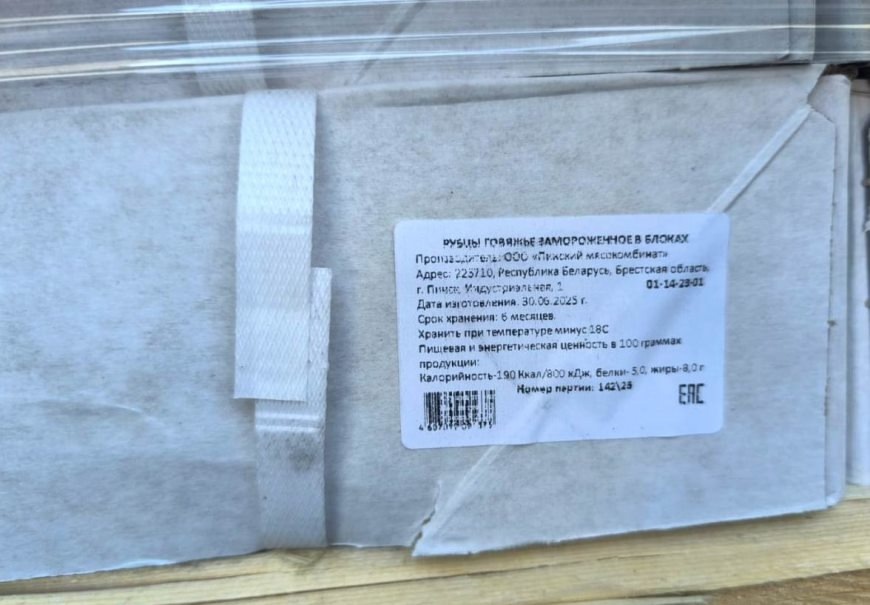 РУБЦЫ ГОВЯЖЬЕ ЗАМОРОЖЕННОЕ В БЛОКАХ
Производитель: ООО «Пинский мясокомбинат»
Адрес: 225710, Республика Беларусь, Брестская область,
г. Пинск, Индустриальная, 1 01-14-23-01
Дата изготовления: 30.06.2025 г.
Срок хранения: 6 месяцев.
Хранить при температуре минус 18С
Пищевая и энергетическая ценность в 100 граммах
продукции:
Калорийность-190 Ккал/800 кДж, белки- 5,0, жиры-8,0 г
Номер партии: 142\25
EAC